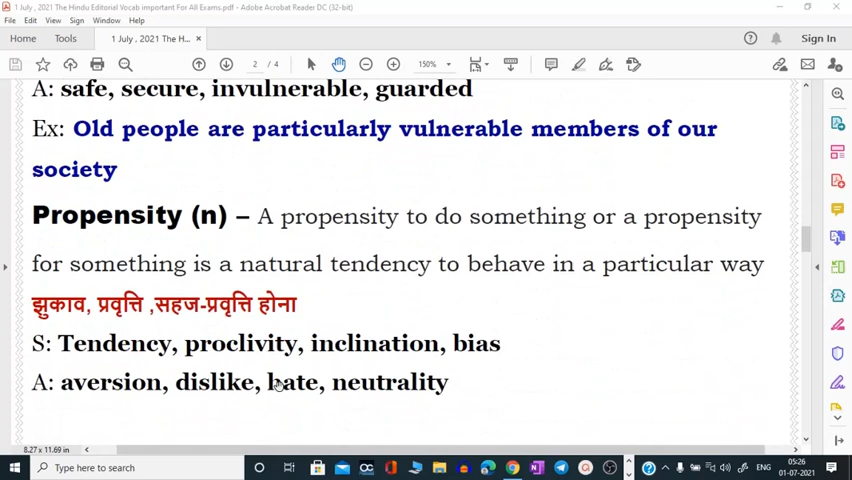 1 July , 2021 The Hindu Editorial Vocab important For All Exams.pdf - Adobe Acrobat Reader DC (32-bit)
File Edit View Sign Window Help
Home Tools 1 July , 2021 The H... × Sign In
2 / 4 150%
A: safe, secure, invulnerable, guarded
Ex: Old people are particularly vulnerable members of our
society
Propensity (n) – A propensity to do something or a propensity
for something is a natural tendency to behave in a particular way
झुकाव, प्रवृत्ति ,सहज-प्रवृत्ति होना
S: Tendency, proclivity, inclination, bias
A: aversion, dislike, hate, neutrality
8.27 x 11.69 in
Type here to search ENG 05:26
01-07-2021